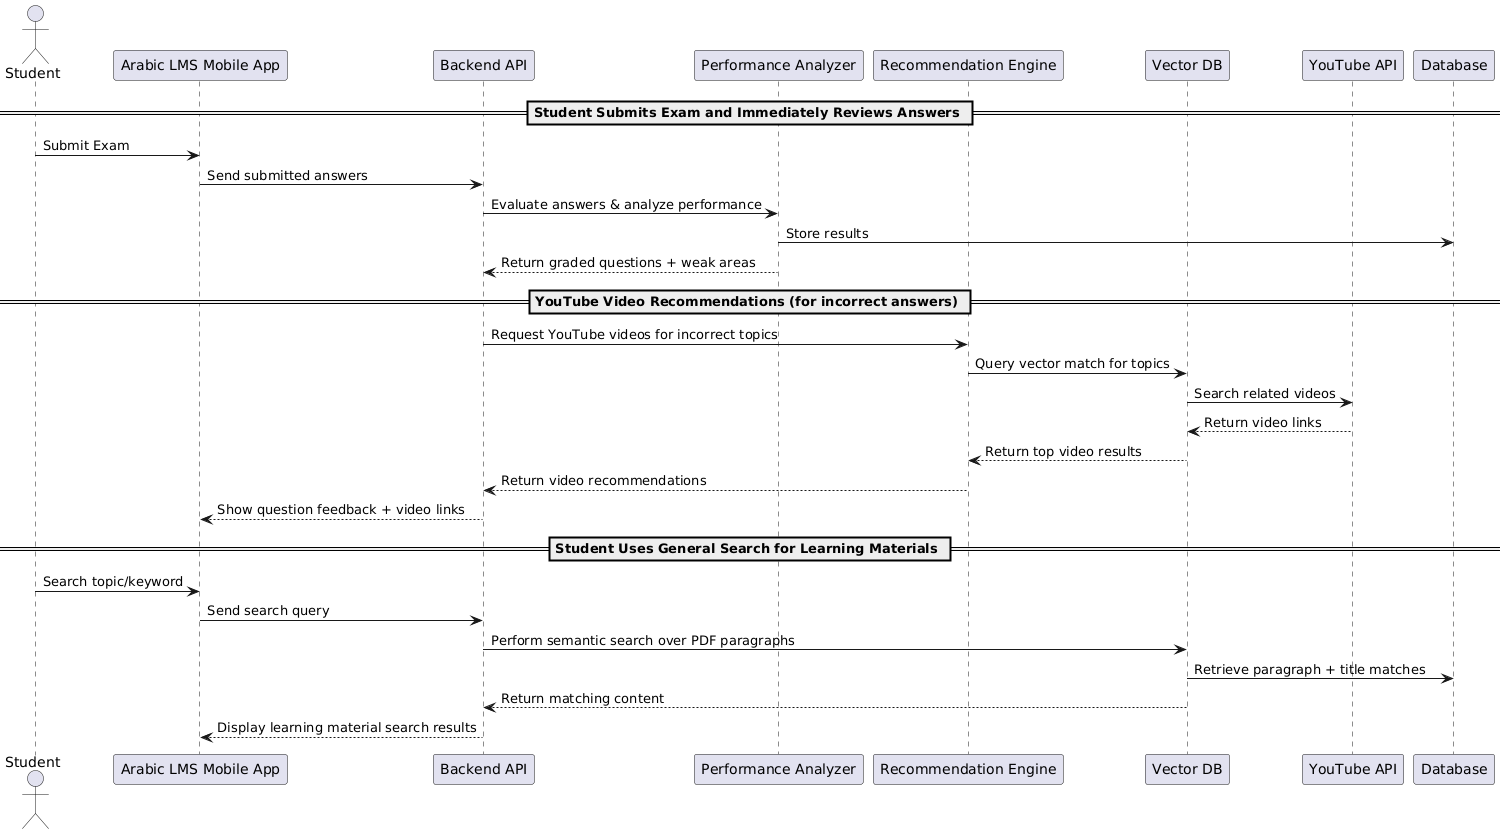 Student
Arabic LMS Mobile App
Backend API
Performance Analyzer
Recommendation Engine
Vector DB
YouTube API
Database
Student Submits Exam and Immediately Reviews Answers
Submit Exam
Send submitted answers
Evaluate answers & analyze performance
Store results
Return graded questions + weak areas
YouTube Video Recommendations (for incorrect answers)
Request YouTube videos for incorrect topics
Query vector match for topics
Search related videos
Return video links
Return top video results
Return video recommendations
Show question feedback + video links
Student Uses General Search for Learning Materials
Search topic/keyword
Send search query
Perform semantic search over PDF paragraphs
Retrieve paragraph + title matches
Return matching content
Display learning material search results
Student
Arabic LMS Mobile App
Backend API
Performance Analyzer
Recommendation Engine
Vector DB
YouTube API
Database